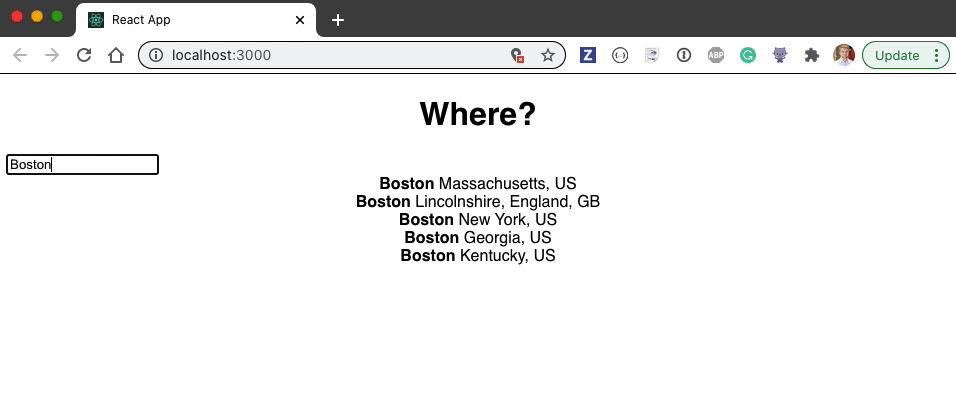 React App
localhost:3000
Z
ABP
G
Update
Where?
Boston
Boston Massachusetts, US
Boston Lincolnshire, England, GB
Boston New York, US
Boston Georgia, US
Boston Kentucky, US